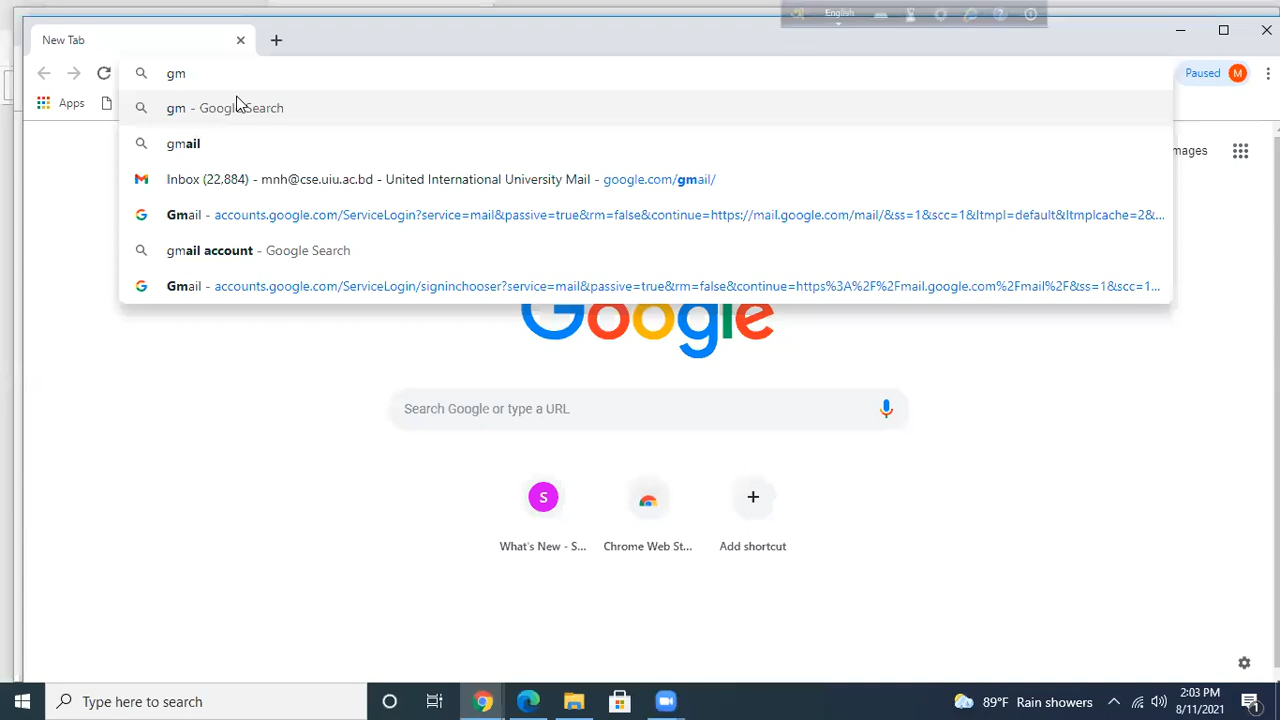 English
New Tab
gm
Paused M
Apps
gm - Google Search
gmail
mages
Inbox (22,884) - mnh@cse.uiu.ac.bd - United International University Mail - google.com/gmail/
Gmail - accounts.google.com/ServiceLogin?service=mail&passive=true&rm=false&continue=https://mail.google.com/mail/&ss=1&scc=1&ltmpl=default&ltmplcache=2&...
gmail account - Google Search
Gmail - accounts.google.com/ServiceLogin/signinchooser?service=mail&passive=true&rm=false&continue=https%3A%2F%2Fmail.google.com%2Fmail%2F&ss=1&scc=1...
Google
Search Google or type a URL
S
What's New - S... Chrome Web St... Add shortcut
Type here to search
89°F Rain showers
2:03 PM
8/11/2021
1